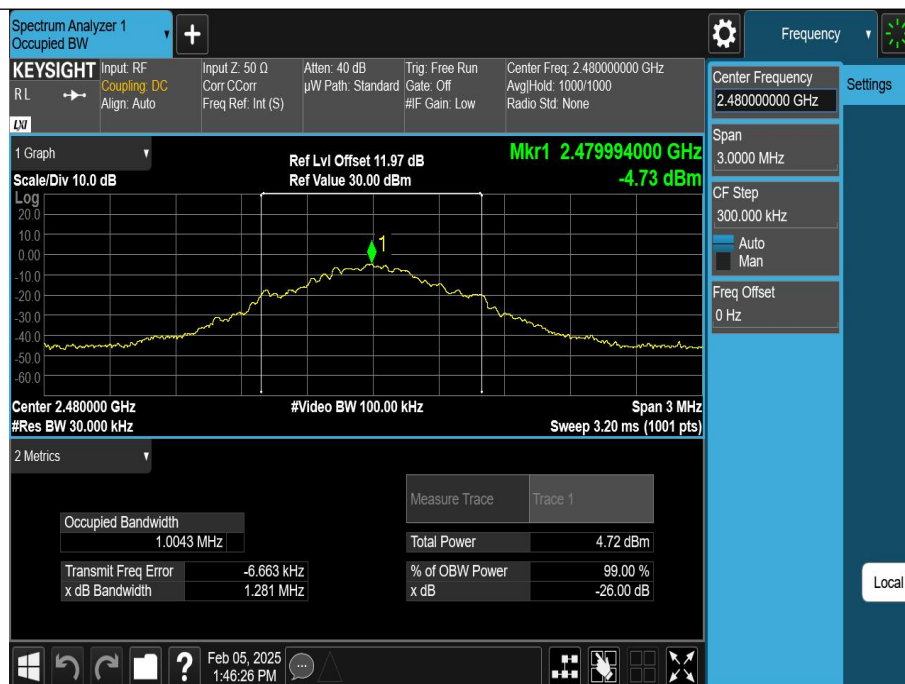 Spectrum Analyzer 1
Occupied BW
+
Frequency
KEYSIGHT
RL
LXI
Input: RF
Coupling: DC
Align: Auto
Input Z: 50 Ω
Corr CCorr
Freq Ref: Int (S)
Atten: 40 dB
µW Path: Standard
Trig: Free Run
Gate: Off
#IF Gain: Low
Center Freq: 2.480000000 GHz
Avg|Hold: 1000/1000
Radio Std: None
Center Frequency
2.480000000 GHz
Settings
Span
3.0000 MHz
CF Step
300.000 kHz
Auto
Man
Freq Offset
0 Hz
Local
1 Graph
Scale/Div 10.0 dB
Ref Lvl Offset 11.97 dB
Ref Value 30.00 dBm
Mkr1 2.479994000 GHz
-4.73 dBm
Log
20.0
10.0
0.00
-10.0
-20.0
-30.0
-40.0
-50.0
-60.0
1
Center 2.480000 GHz
#Res BW 30.000 kHz
#Video BW 100.00 kHz
Span 3 MHz
Sweep 3.20 ms (1001 pts)
2 Metrics
Measure Trace Trace 1
Occupied Bandwidth
1.0043 MHz
Total Power 4.72 dBm
Transmit Freq Error -6.663 kHz
% of OBW Power 99.00 %
x dB Bandwidth 1.281 MHz
x dB -26.00 dB
?
Feb 05, 2025
1:46:26 PM